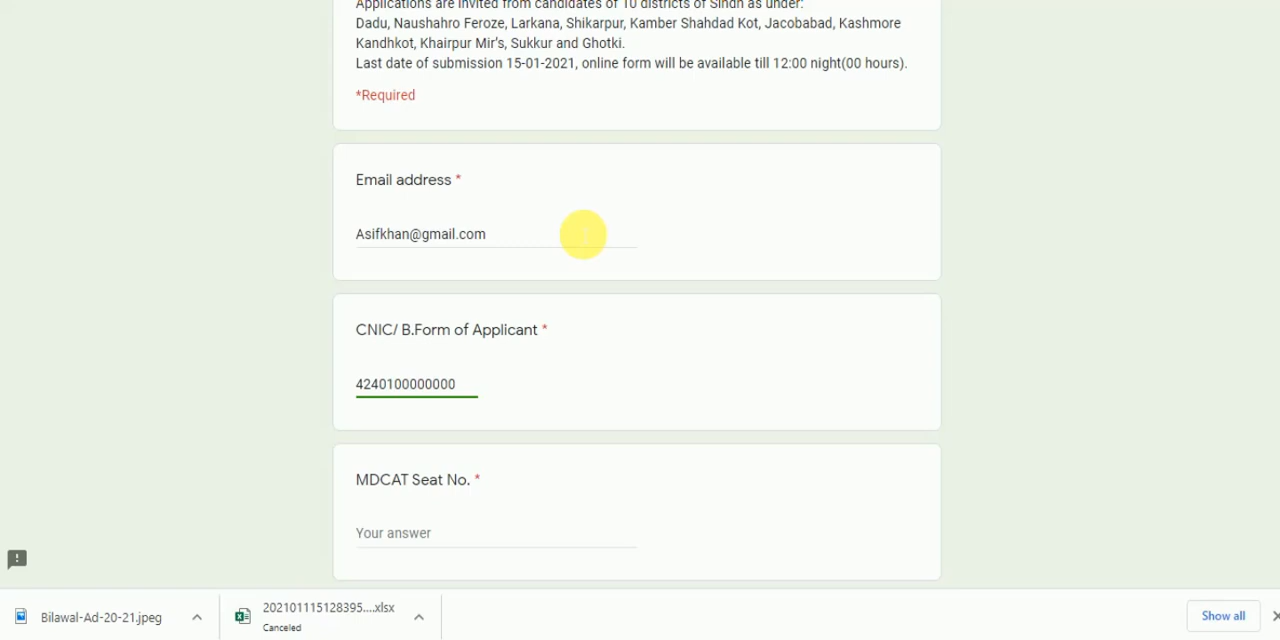 Applications are invited from candidates of 10 districts of Sindh as under:
Dadu, Naushahro Feroze, Larkana, Shikarpur, Kamber Shahdad Kot, Jacobabad, Kashmore
Kandhkot, Khairpur Mir's, Sukkur and Ghotki.
Last date of submission 15-01-2021, online form will be available till 12:00 night(00 hours).
*Required
Email address *
Asifkhan@gmail.com
CNIC/ B.Form of Applicant *
4240100000000
MDCAT Seat No. *
Your answer
Bilawal-Ad-20-21.jpeg
202101115128395....xlsx
Canceled
Show all